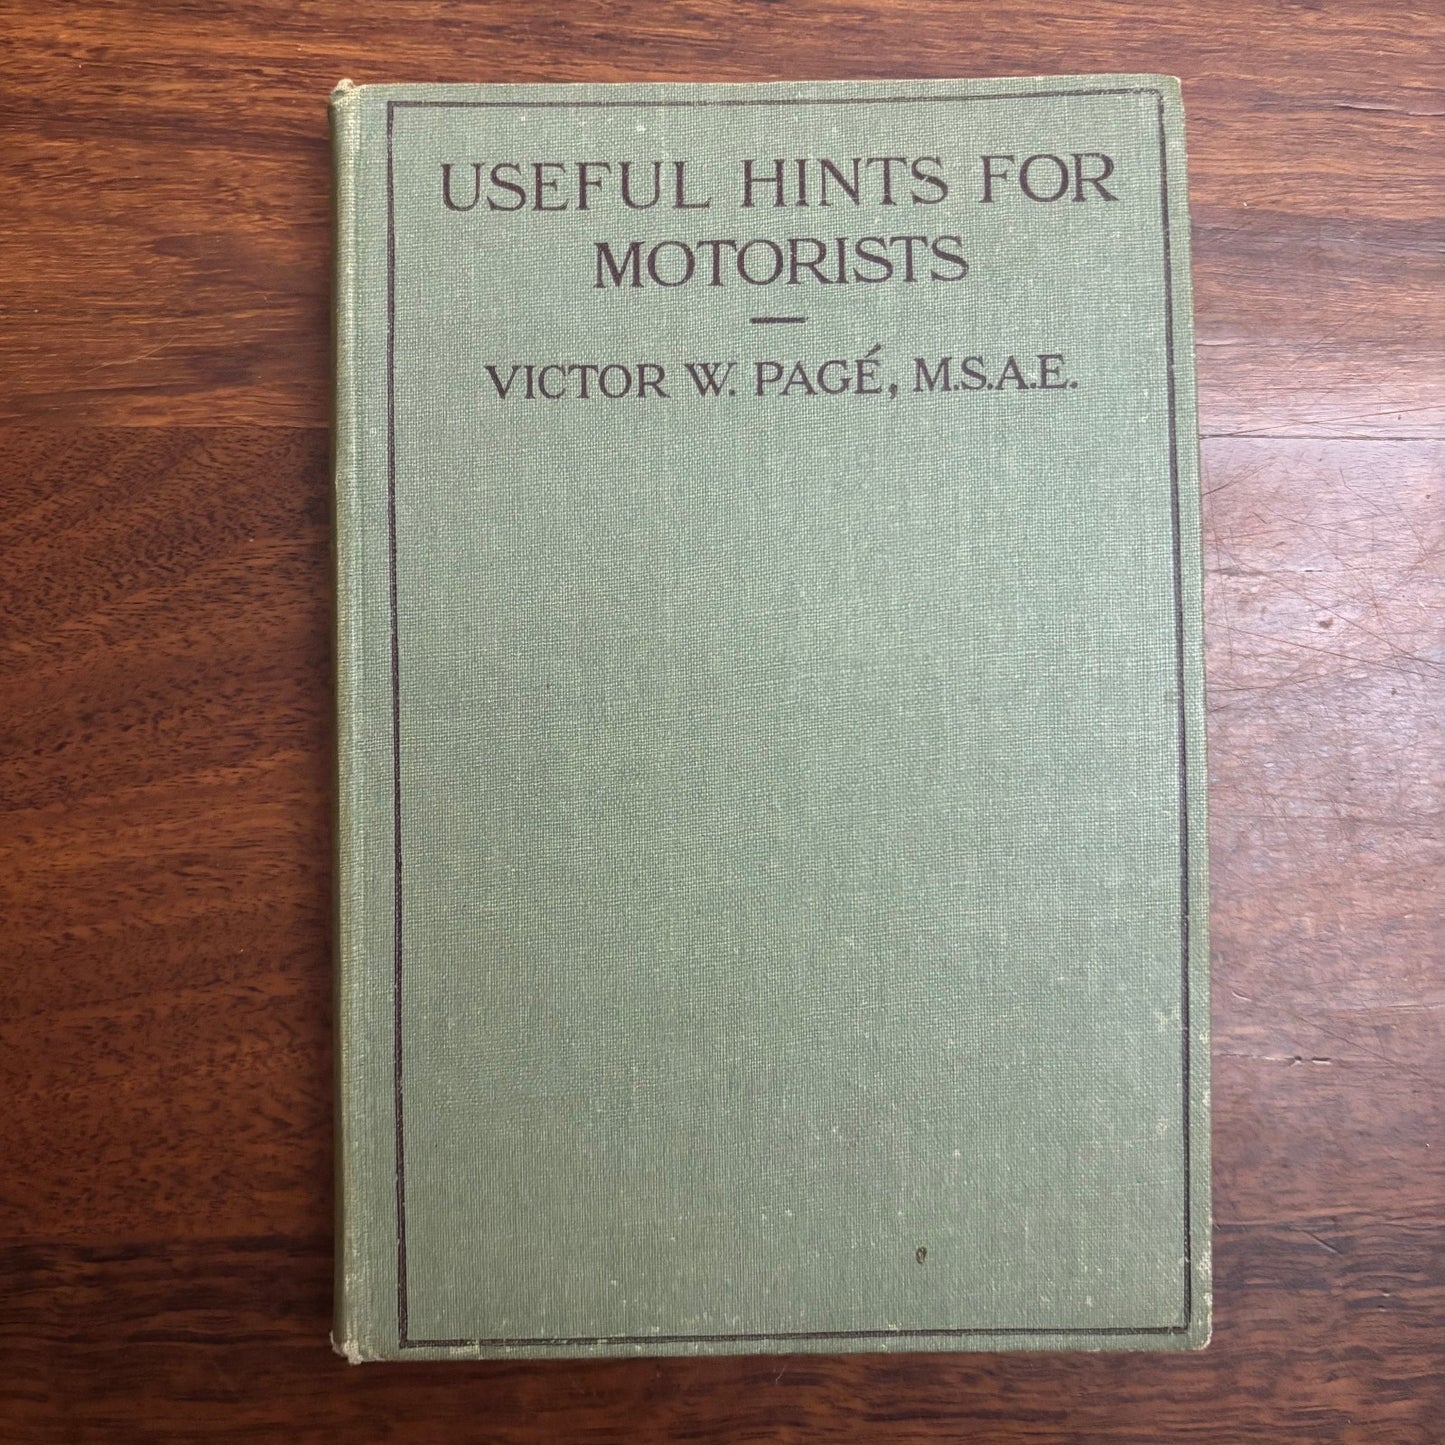 USEFUL HINTS FOR
MOTORISTS
VICTOR W. PAGÉ, M.S.A.E.